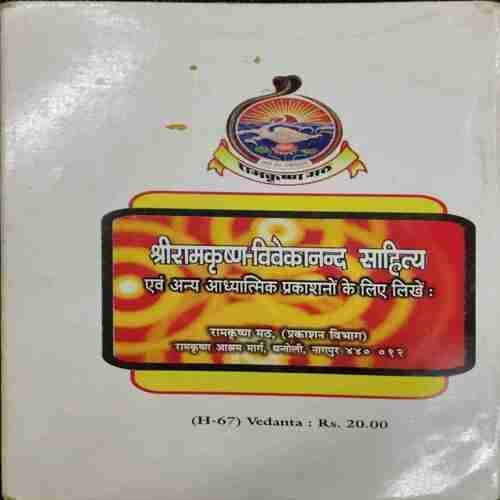 रामकृष्ण मठ
श्रीरामकृष्ण-विवेकानन्द साहित्य
एवं अन्य आध्यात्मिक प्रकाशनों के लिए लिखें :
रामकृष्ण मठ, (प्रकाशन विभाग)
रामकृष्ण आश्रम मार्ग, धन्तोली, नागपुर ४४० ०१२
(H-67) Vedanta : Rs. 20.00